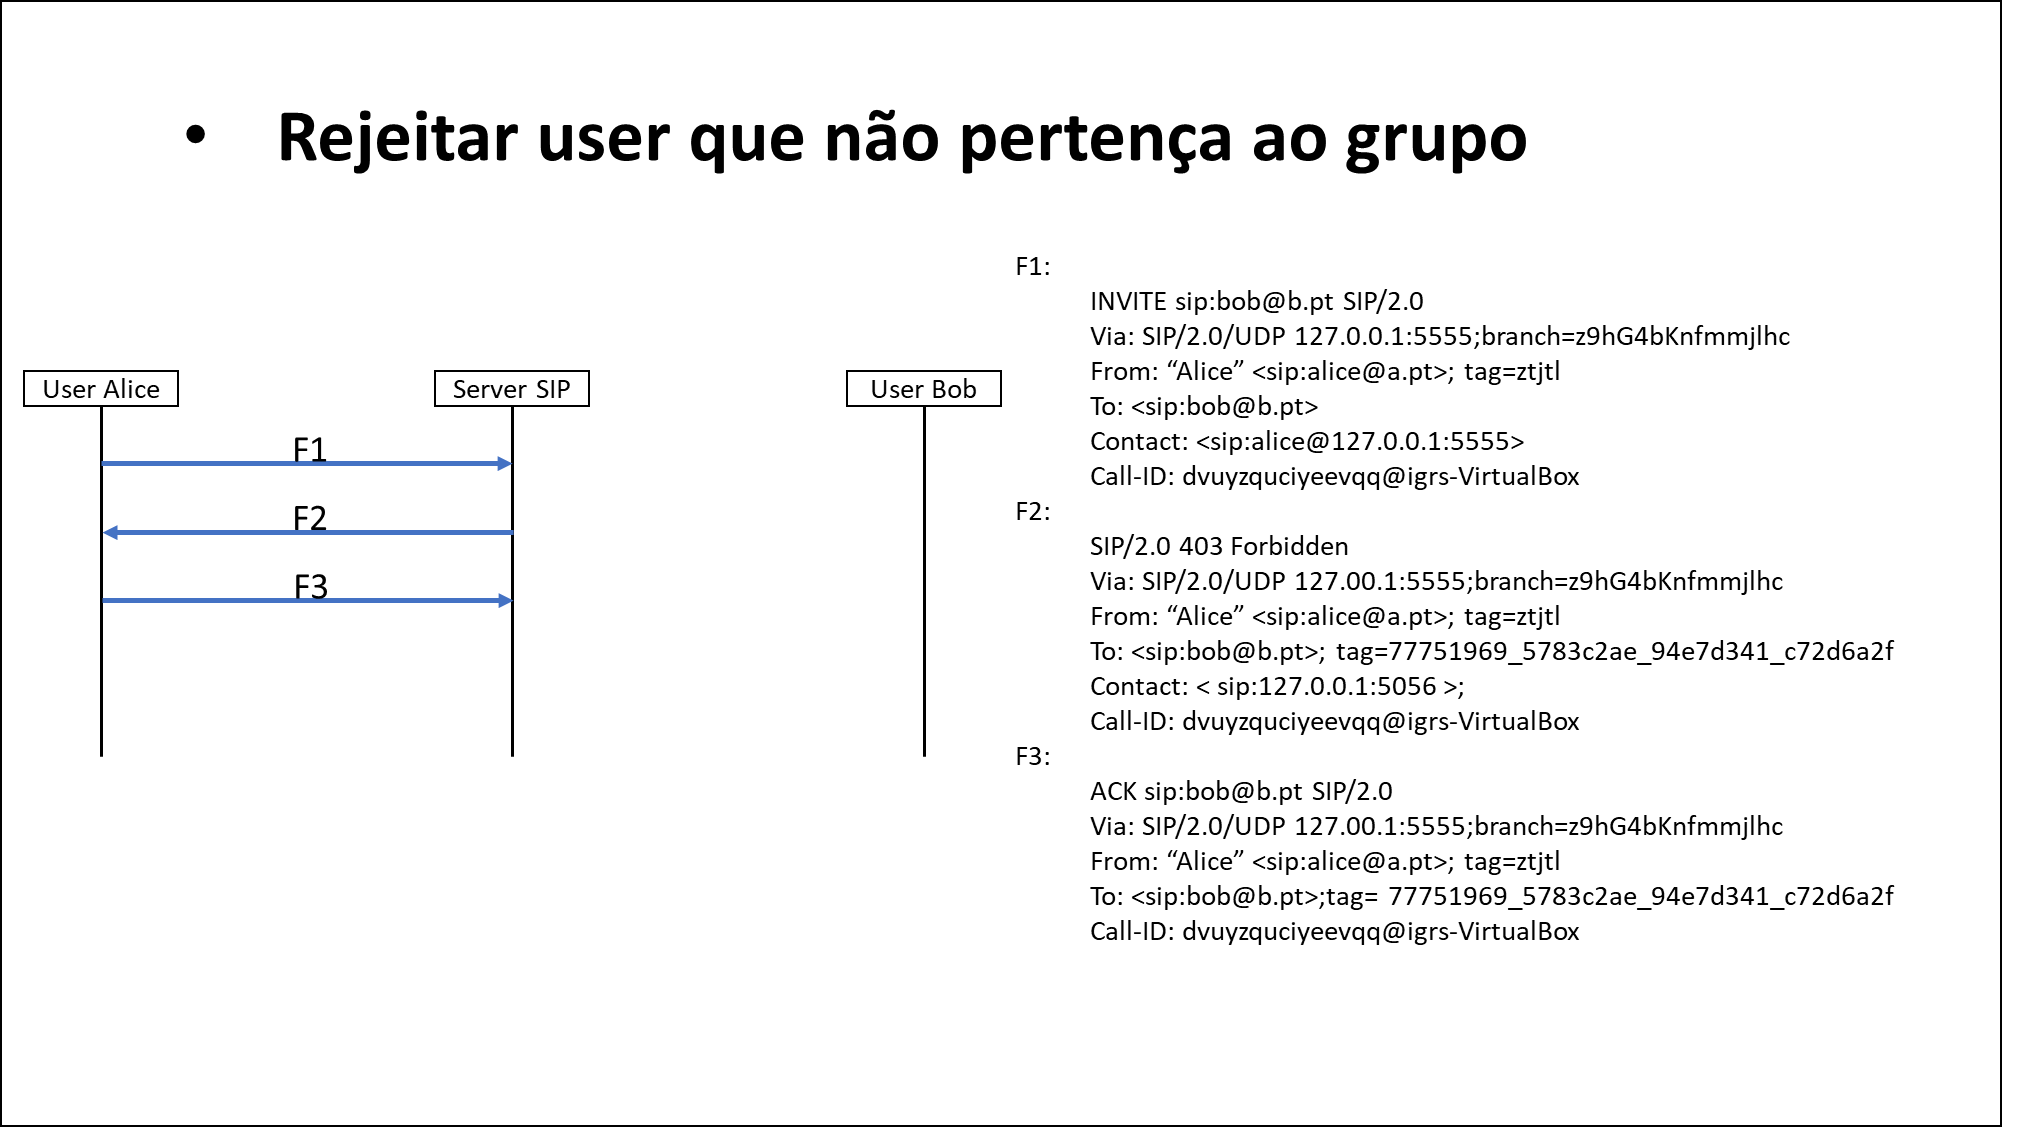 • Rejeitar user que não pertença ao grupo
User Alice
Server SIP
User Bob
F1
F2
F3
F1:
INVITE sip:bob@b.pt SIP/2.0
Via: SIP/2.0/UDP 127.0.0.1:5555;branch=z9hG4bKnfmmjlhc
From: “Alice” <sip:alice@a.pt>; tag=ztjtl
To: <sip:bob@b.pt>
Contact: <sip:alice@127.0.0.1:5555>
Call-ID: dvuyzquciyeevqq@igrs-VirtualBox
F2:
SIP/2.0 403 Forbidden
Via: SIP/2.0/UDP 127.00.1:5555;branch=z9hG4bKnfmmjlhc
From: “Alice” <sip:alice@a.pt>; tag=ztjtl
To: <sip:bob@b.pt>; tag=77751969_5783c2ae_94e7d341_c72d6a2f
Contact: < sip:127.0.0.1:5056 >;
Call-ID: dvuyzquciyeevqq@igrs-VirtualBox
F3:
ACK sip:bob@b.pt SIP/2.0
Via: SIP/2.0/UDP 127.00.1:5555;branch=z9hG4bKnfmmjlhc
From: “Alice” <sip:alice@a.pt>; tag=ztjtl
To: <sip:bob@b.pt>;tag= 77751969_5783c2ae_94e7d341_c72d6a2f
Call-ID: dvuyzquciyeevqq@igrs-VirtualBox